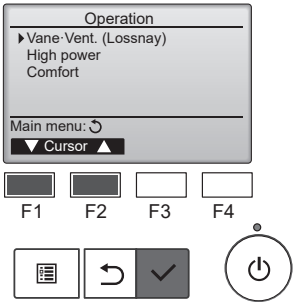 Operation
Vane·Vent. (Lossnay)
High power
Comfort
Main menu:
Cursor
F1 F2 F3 F4